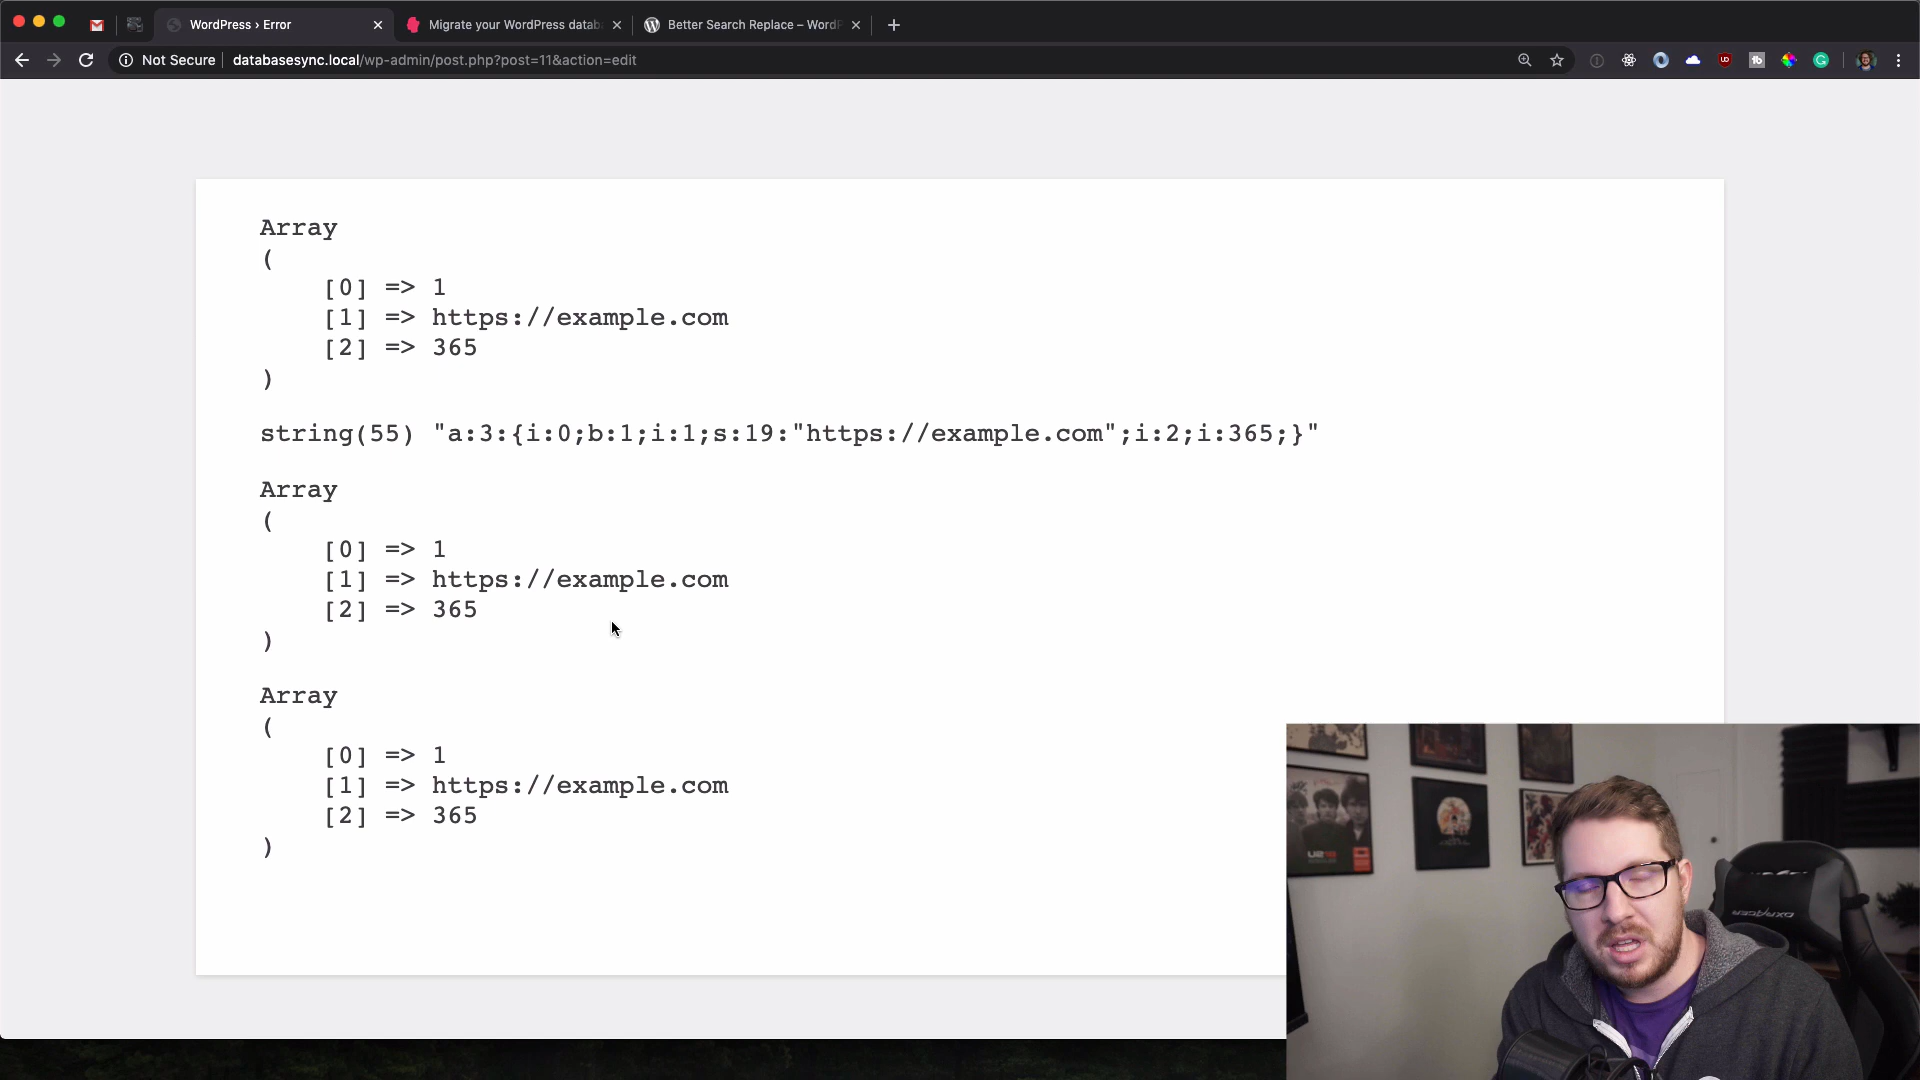 WordPress › Error
Migrate your WordPress datab
Better Search Replace – WordP
Not Secure
databasesync.local/wp-admin/post.php?post=11&action=edit
Array
(
[0] => 1
[1] => https://example.com
[2] => 365
)
string(55) "a:3:{i:0;b:1;i:1;s:19:"https://example.com";i:2;i:365;}"
Array
(
[0] => 1
[1] => https://example.com
[2] => 365
)
Array
(
[0] => 1
[1] => https://example.com
[2] => 365
)
DXRACER